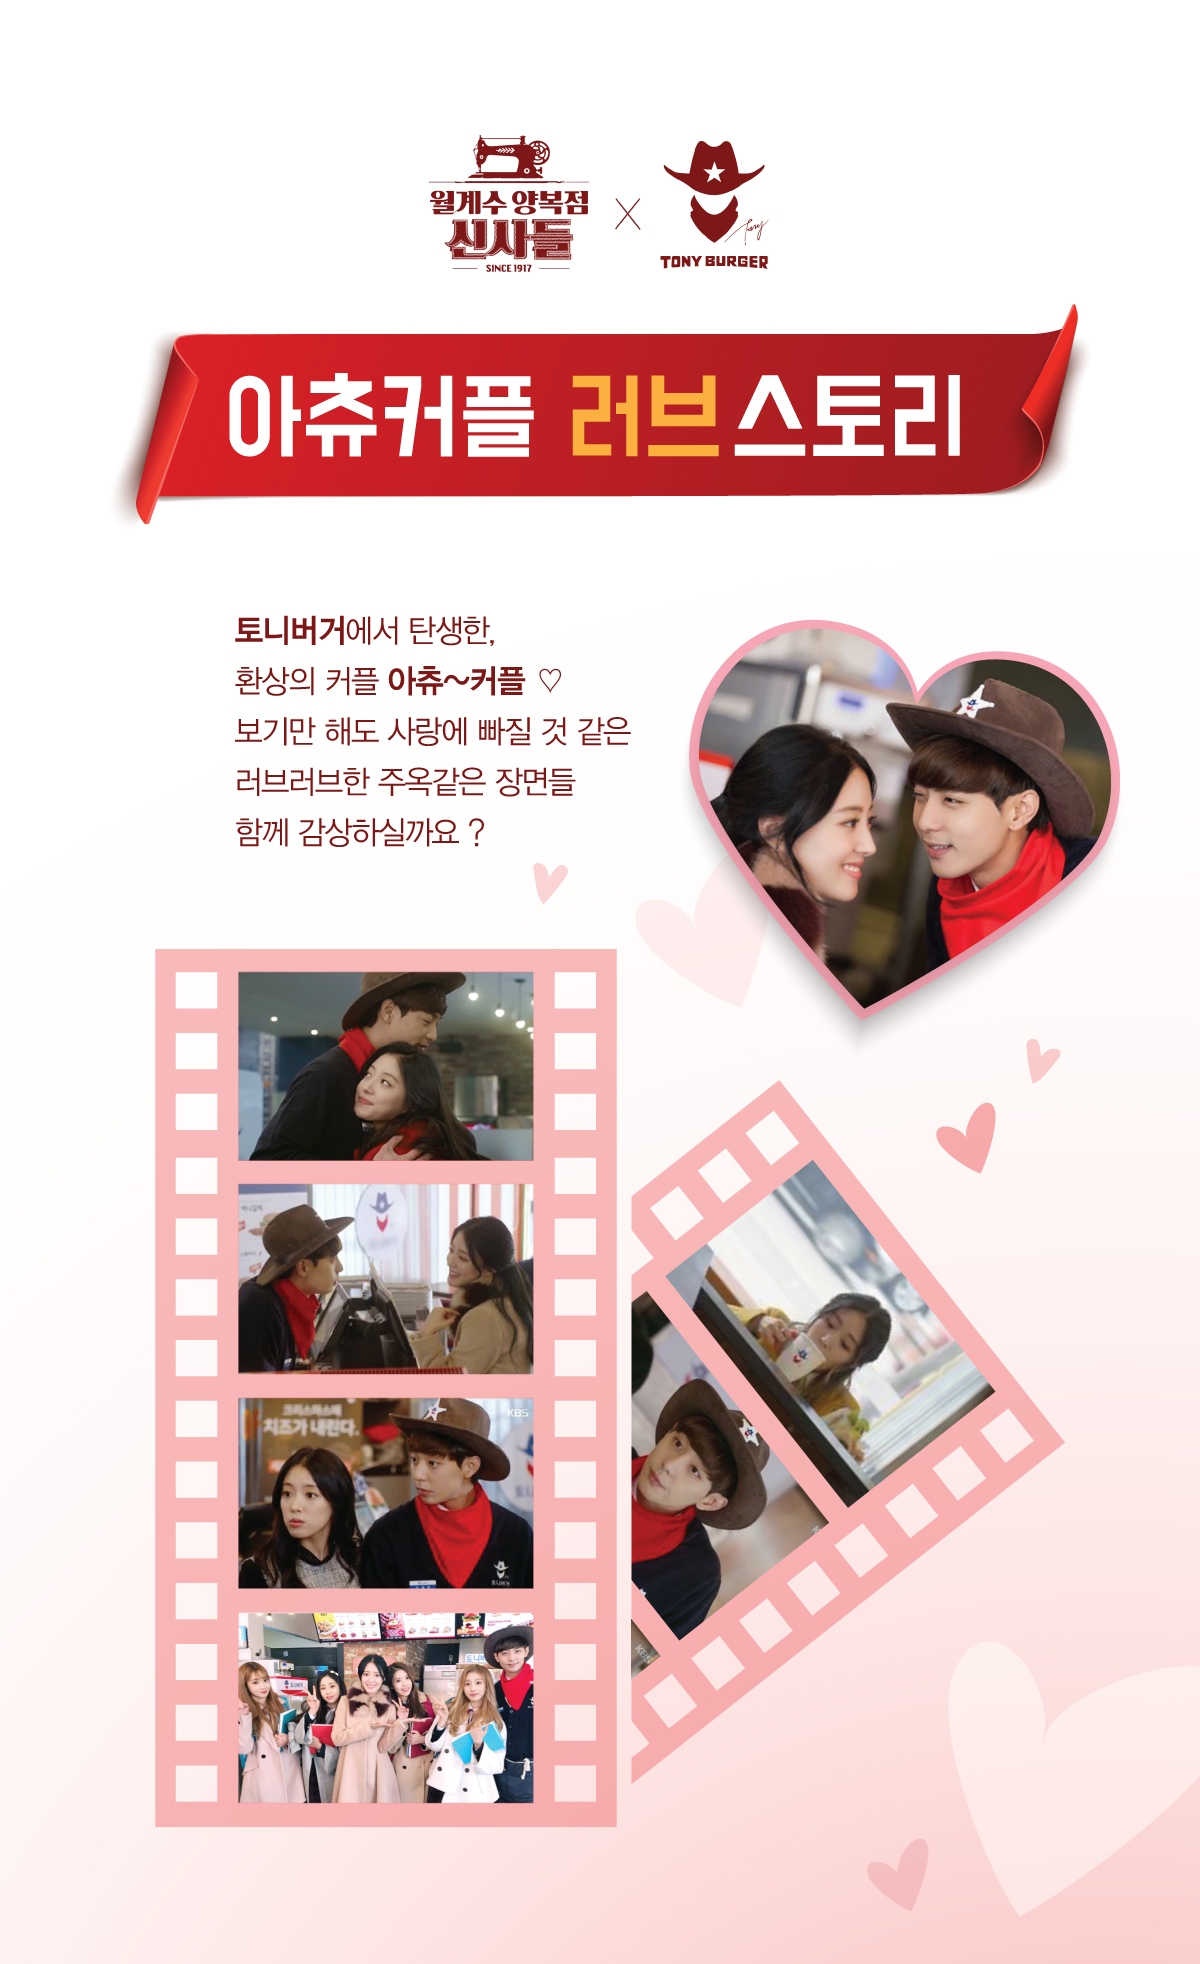 월계수 양복점
신사들
SINCE 1917
Tony
TONY BURGER
아츄커플 러브스토리
토니버거에서 탄생한,
환상의 커플 아츄~커플 ♡
보기만 해도 사랑에 빠질 것 같은
러브러브한 주옥같은 장면들
함께 감상하실까요 ?
치즈가 내린다.
KBS
KBS